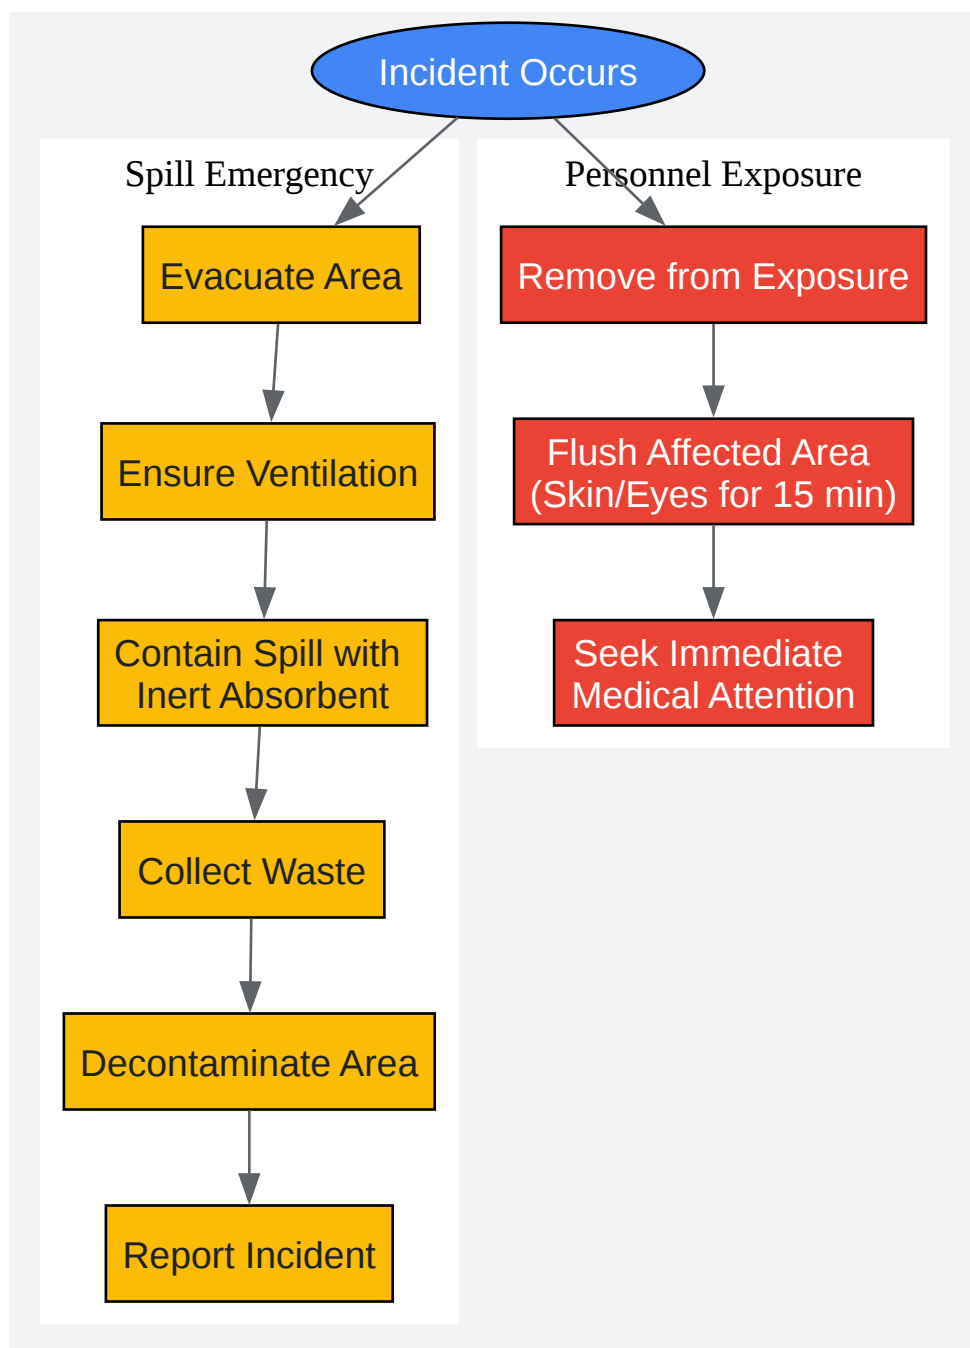 Incident Occurs
Spill Emergency
Evacuate Area
Ensure Ventilation
Contain Spill with
Inert Absorbent
Collect Waste
Decontaminate Area
Report Incident
Personnel Exposure
Remove from Exposure
Flush Affected Area
(Skin/Eyes for 15 min)
Seek Immediate
Medical Attention